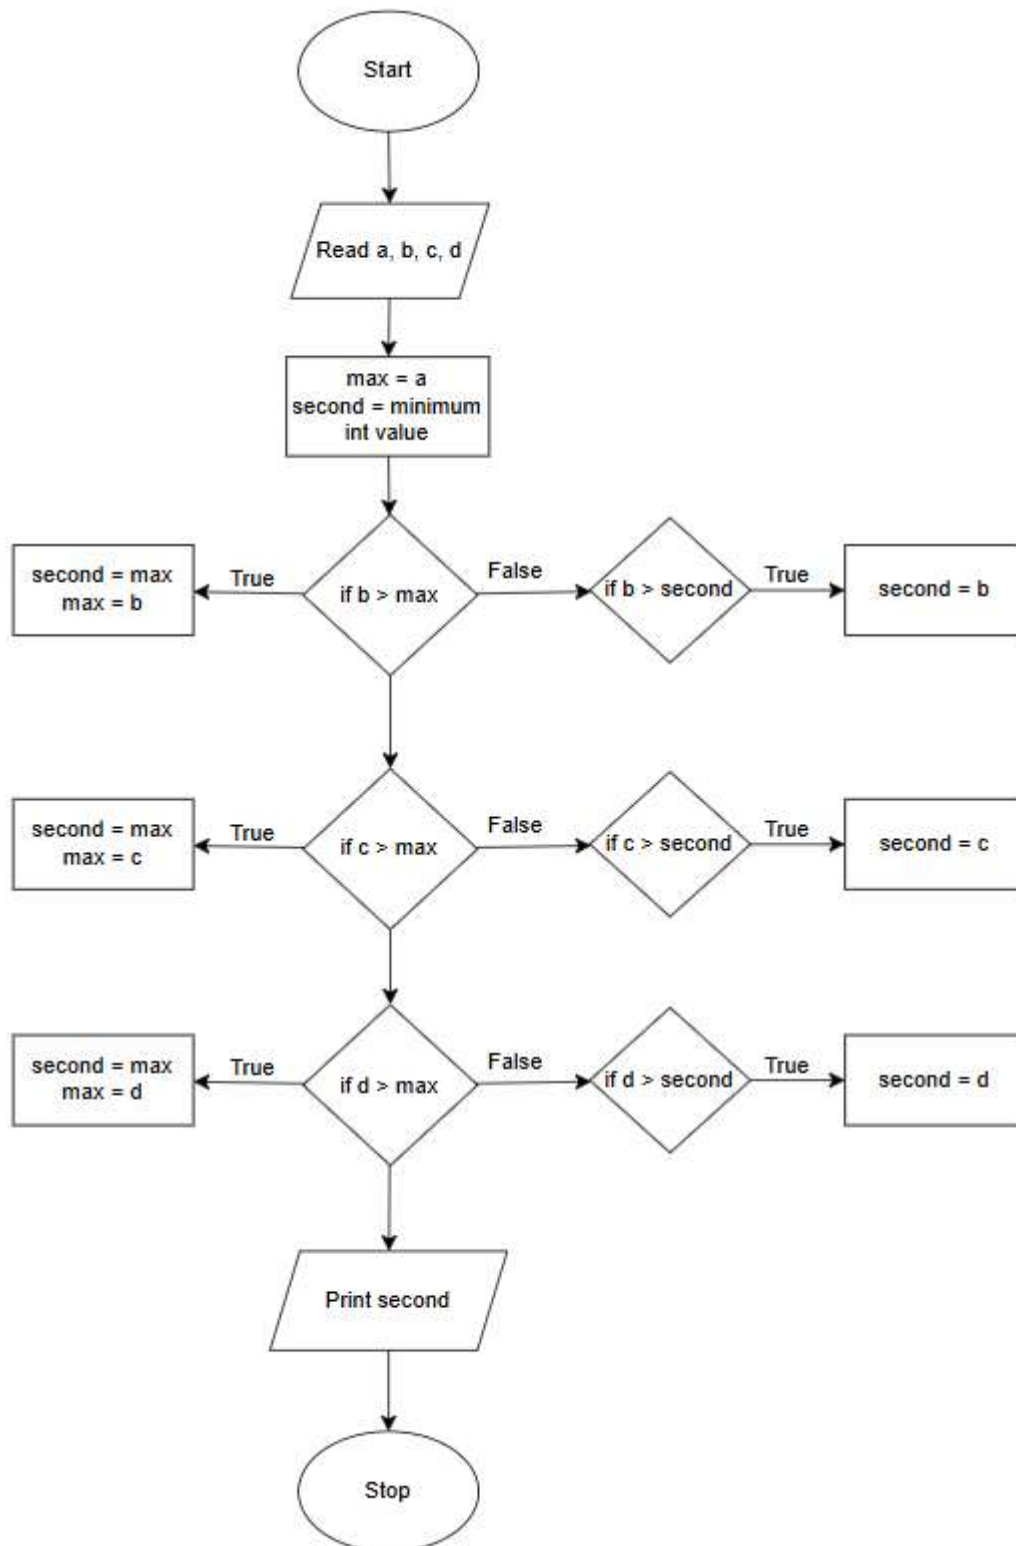 Start
Read a, b, c, d
max = a
second = minimum
int value
second = max
max = b
True
if b > max
False
if b > second
True
second = b
second = max
max = c
True
if c > max
False
if c > second
True
second = c
second = max
max = d
True
if d > max
False
if d > second
True
second = d
Print second
Stop